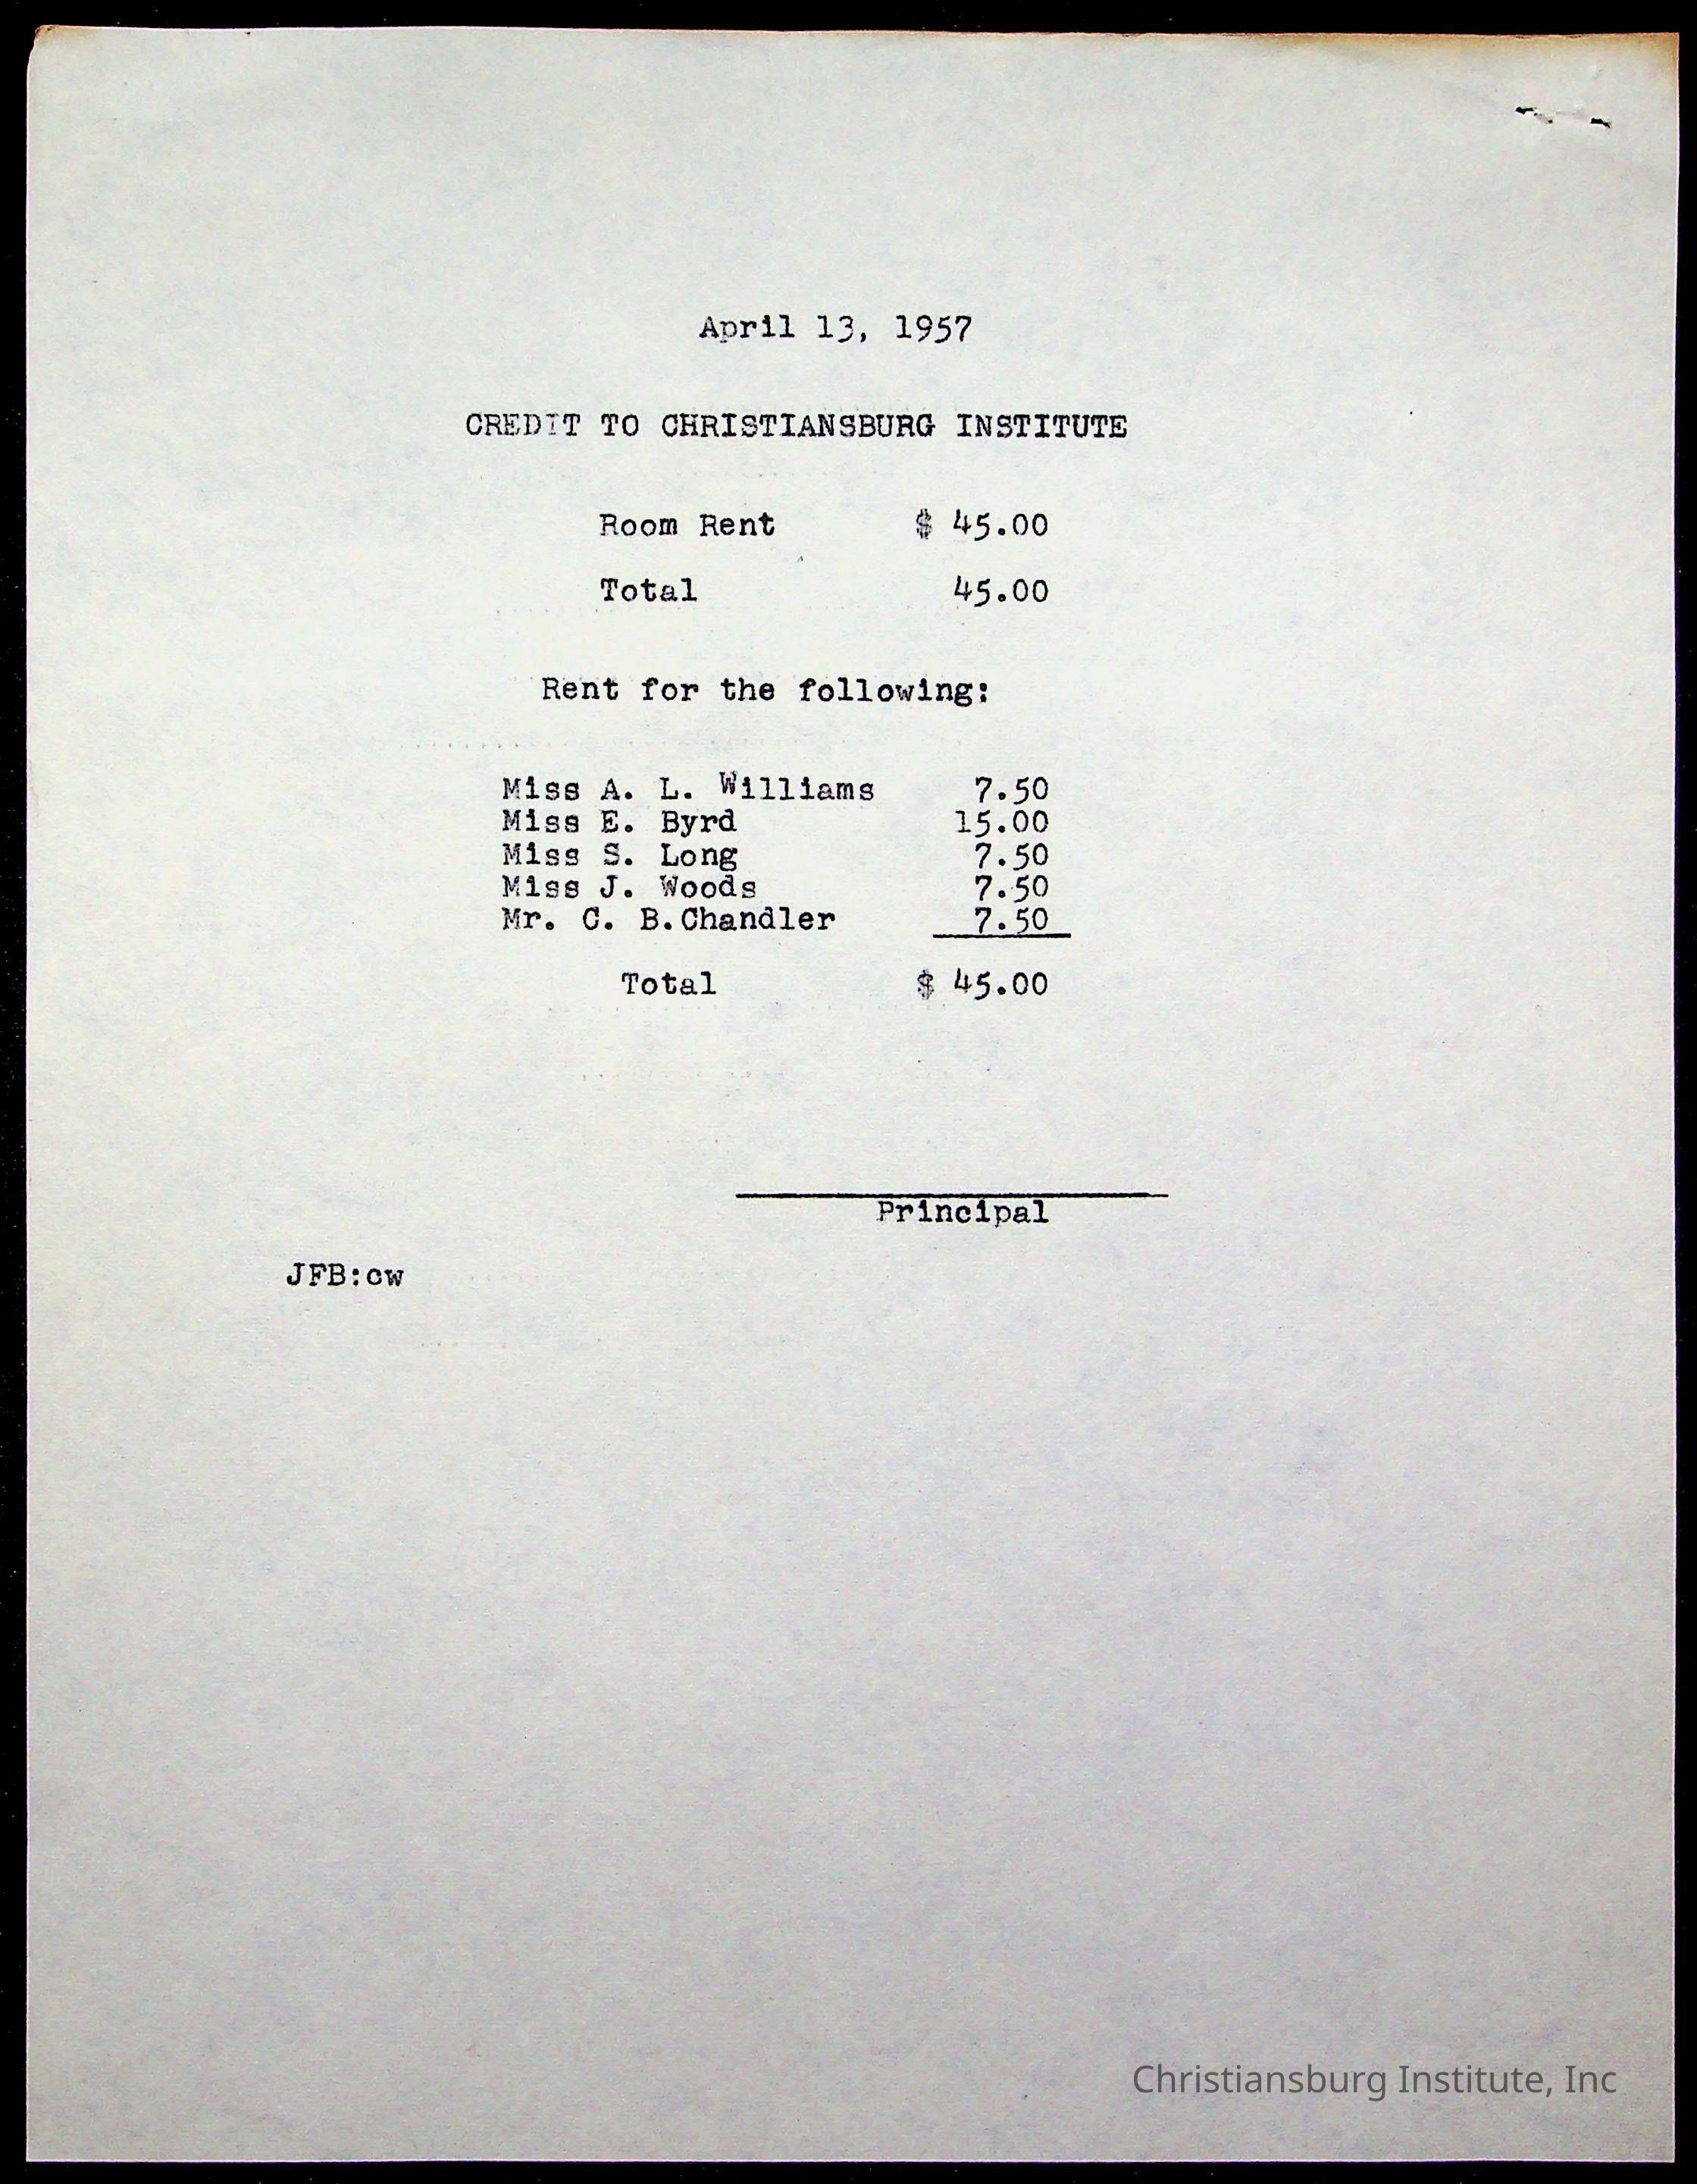 April 13, 1957
CREDIT TO CHRISTIANSBURG INSTITUTE
Room Rent $ 45.00
Total 45.00
Rent for the following:
Miss A. L. Williams 7.50
Miss E. Byrd 15.00
Miss S. Long 7.50
Miss J. Woods 7.50
Mr. C. B.Chandler 7.50
Total $ 45.00
Principal
JFB:cw
Christiansburg Institute, Inc